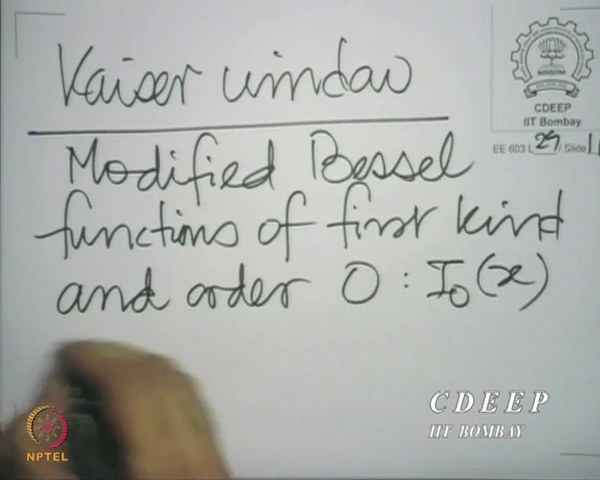 Kaiser window
Modified Bessel
functions of first kind
and order 0 : I₀(x)
CDEEP
IIT Bombay
EE 603 L 29 / Slide 1
CDEEP
IIT BOMBAY
NPTEL